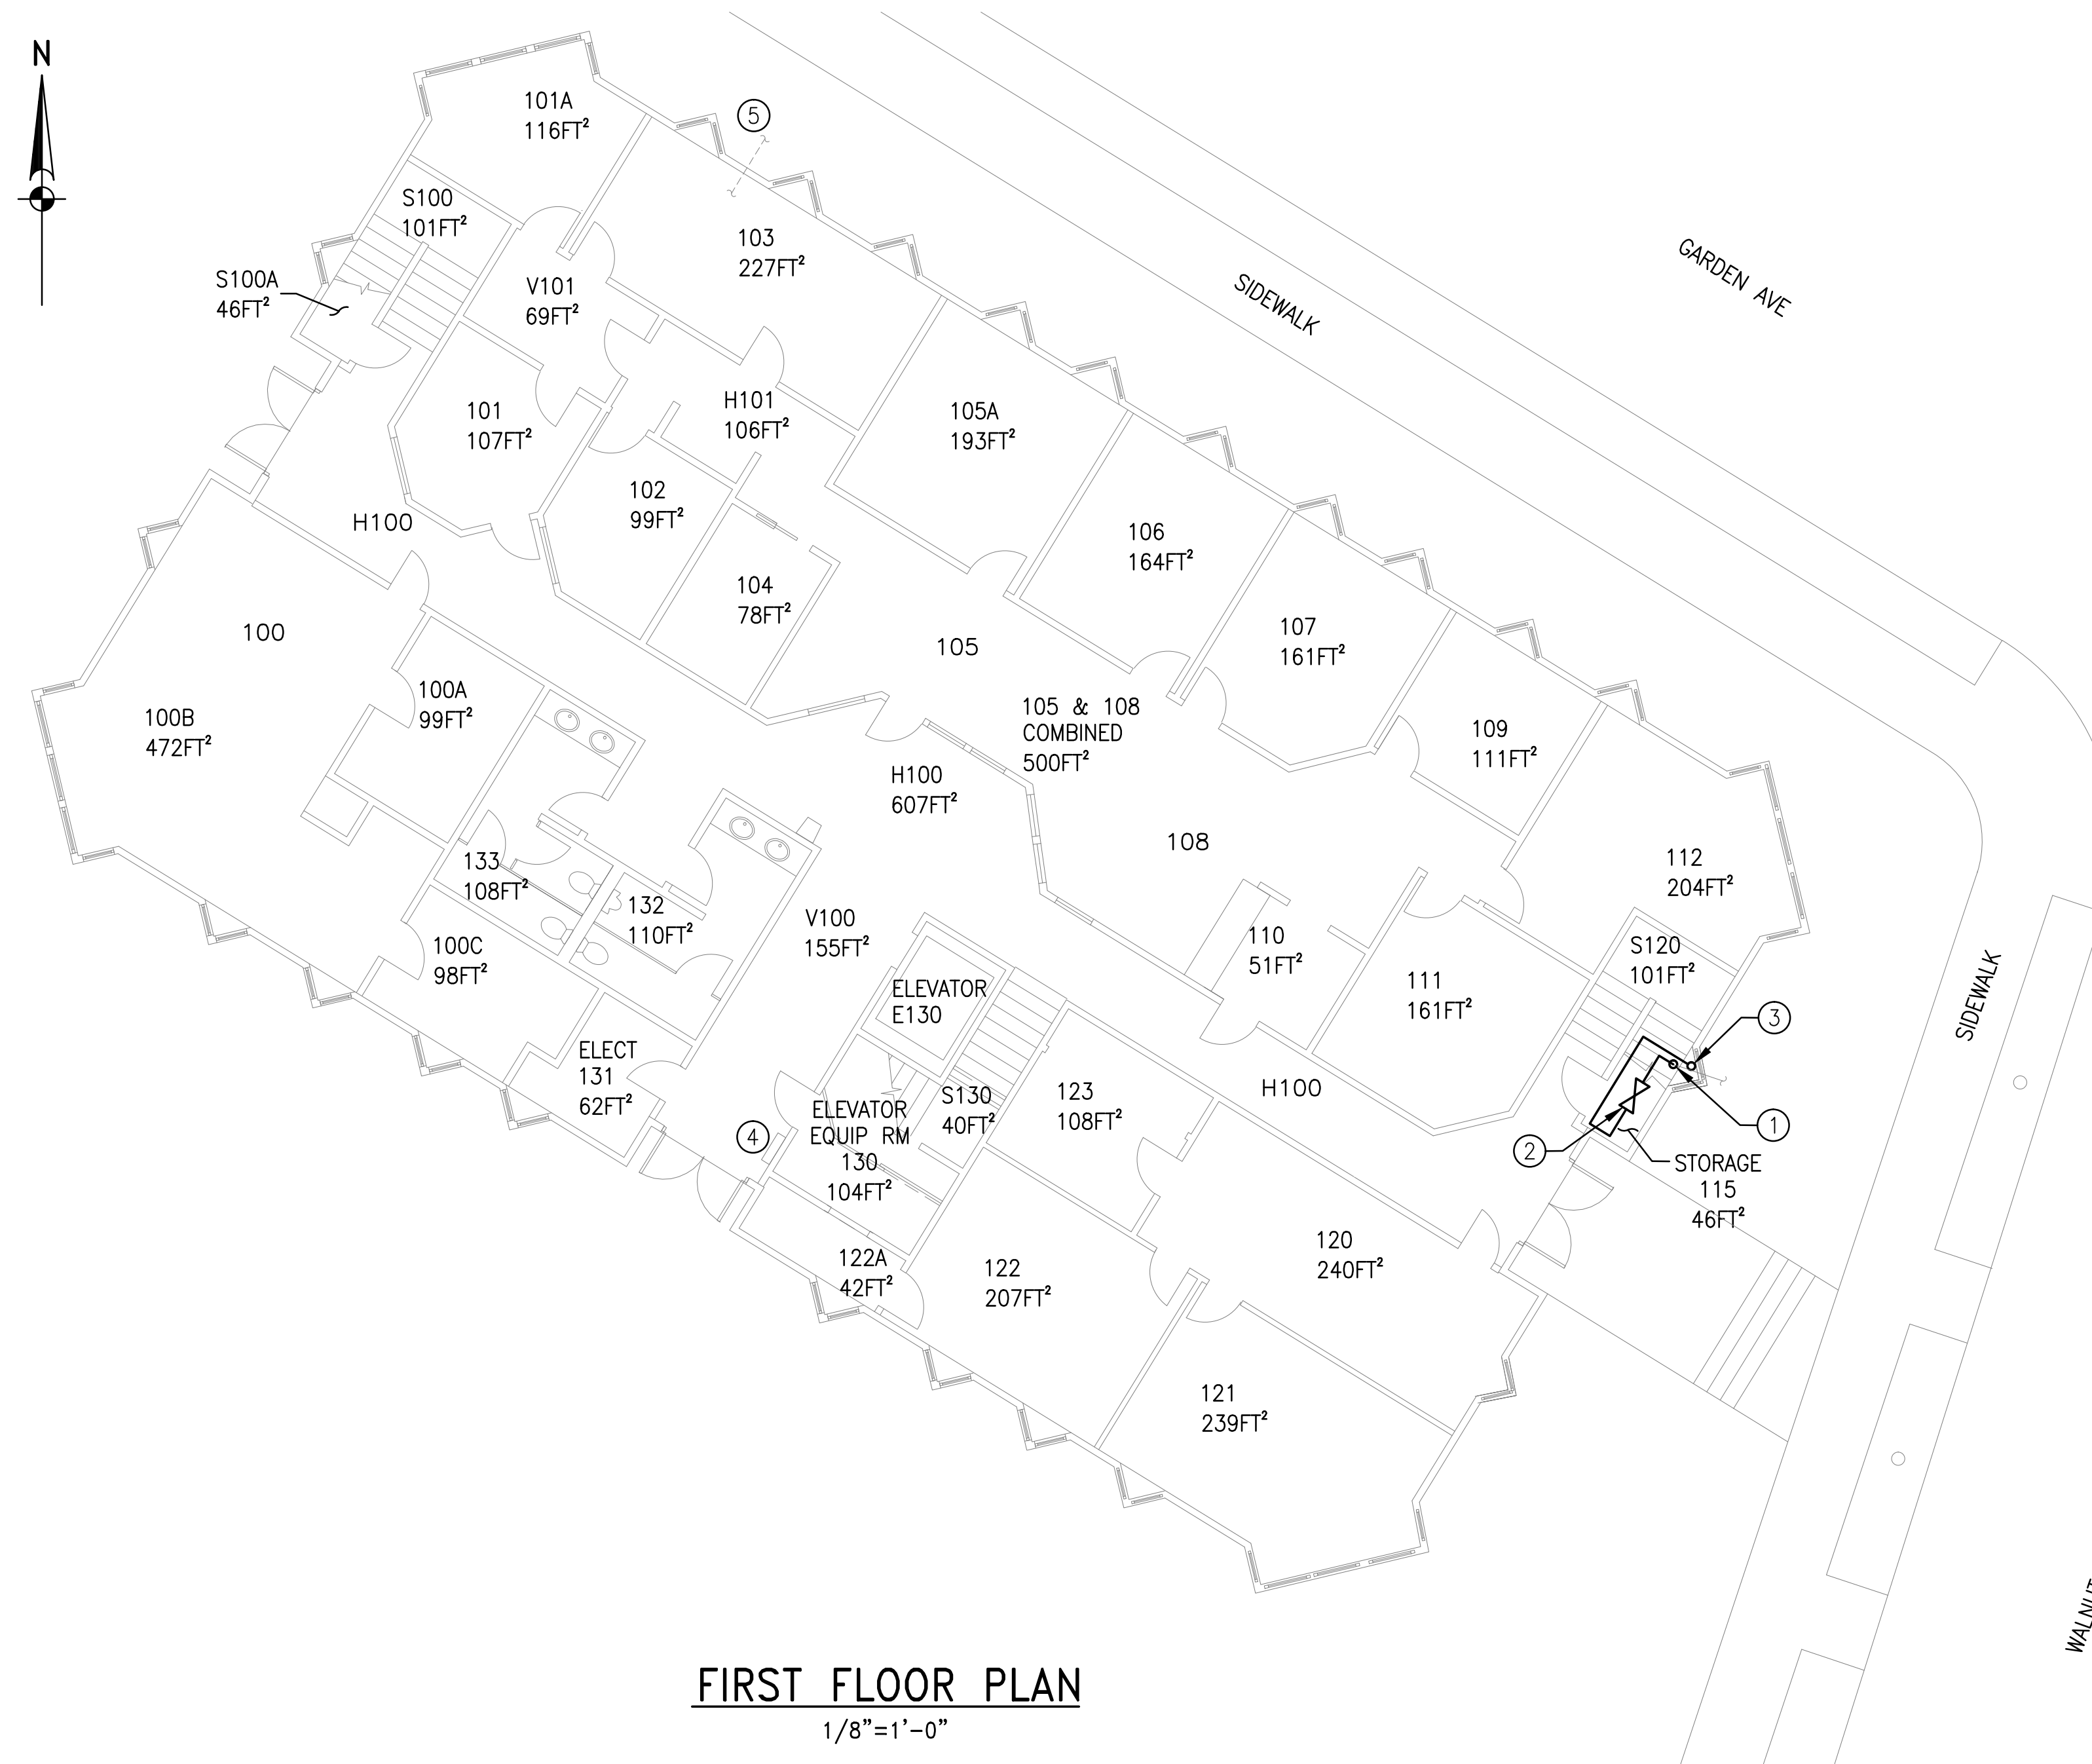 N
101A
116FT²
5
S100
101FT²
S100A
46FT²
V101
69FT²
103
227FT²
GARDEN AVE
SIDEWALK
101
107FT²
H101
106FT²
105A
193FT²
H100
102
99FT²
104
78FT²
106
164FT²
100
105
107
161FT²
100A
99FT²
100B
472FT²
105 & 108
COMBINED
500FT²
109
111FT²
H100
607FT²
108
133
108FT²
112
204FT²
132
110FT²
V100
155FT²
100C
98FT²
110
51FT²
S120
101FT²
ELEVATOR
E130
111
161FT²
SIDEWALK
3
ELECT
131
62FT²
S130
40FT²
123
108FT²
H100
1
4
ELEVATOR
EQUIP RM
130
104FT²
2
STORAGE
115
46FT²
122A
42FT²
122
207FT²
120
240FT²
121
239FT²
WALNUT
FIRST FLOOR PLAN
1/8"=1'-0"